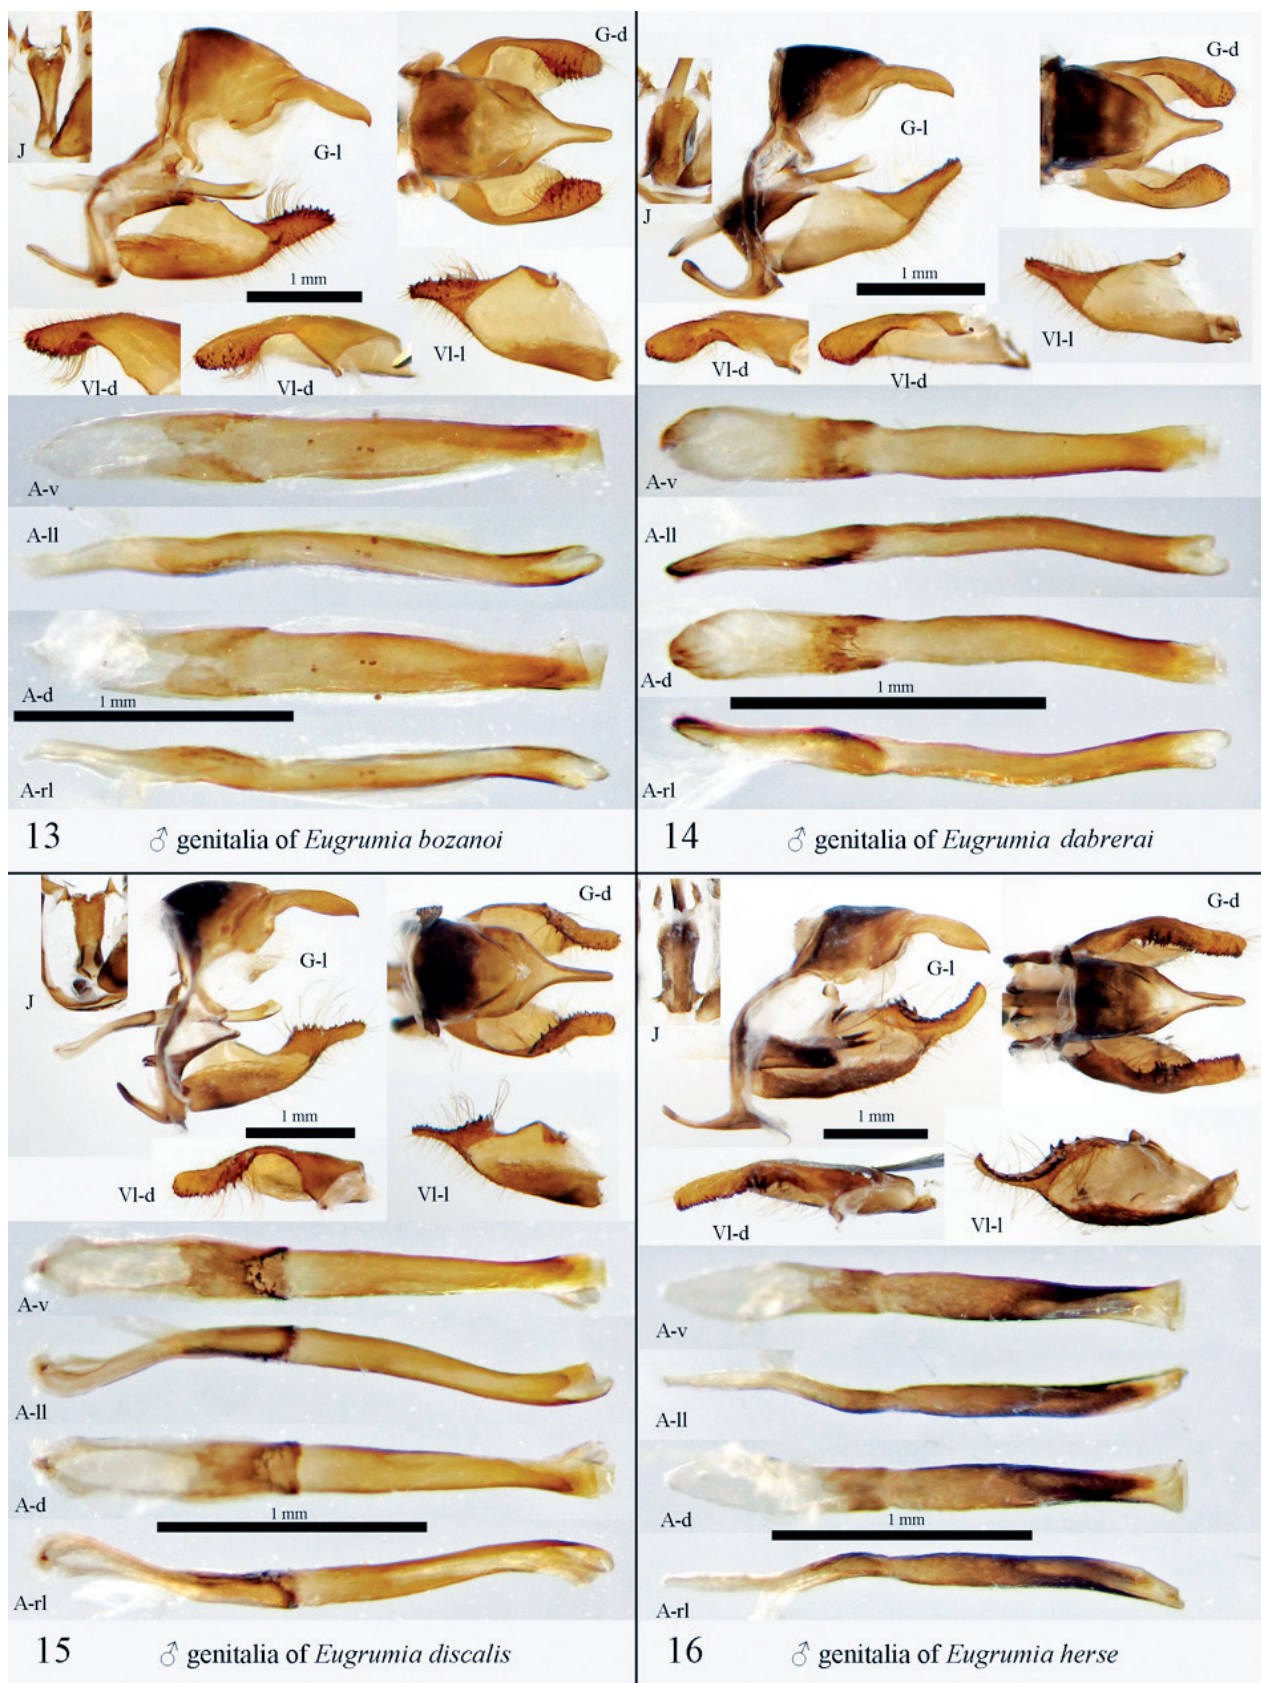 J
G-l
G-d
1 mm
Vl-d
Vl-d
Vl-l
A-v
A-ll
A-d
1 mm
A-rl
13 ♂ genitalia of Eugrumia bozanoi
J
G-l
G-d
1 mm
Vl-d
Vl-d
Vl-l
A-v
A-ll
A-d
1 mm
A-rl
14 ♂ genitalia of Eugrumia dabrerai
J
G-l
G-d
1 mm
Vl-d
Vl-l
A-v
A-ll
A-d
1 mm
A-rl
15 ♂ genitalia of Eugrumia discalis
J
G-l
G-d
1 mm
Vl-d
Vl-l
A-v
A-ll
A-d
1 mm
A-rl
16 ♂ genitalia of Eugrumia herse